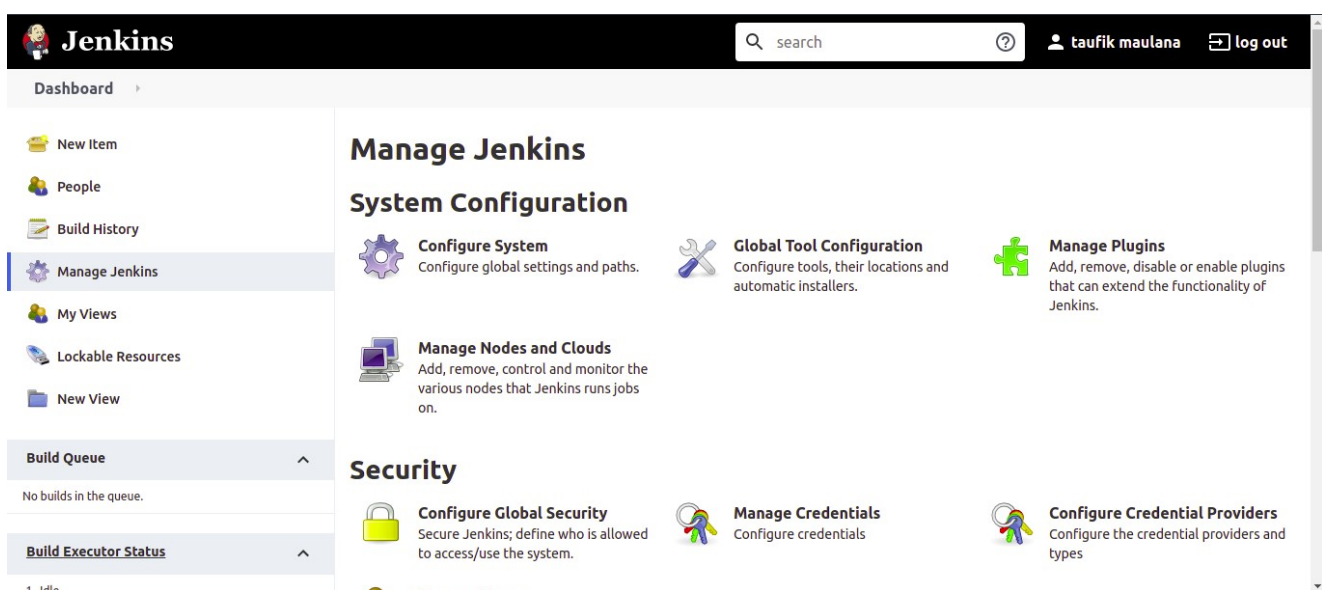 Jenkins
search
taufik maulana
log out
Dashboard
New Item
People
Build History
Manage Jenkins
My Views
Lockable Resources
New View
Build Queue
No builds in the queue.
Build Executor Status
1 Idle
Manage Jenkins
System Configuration
Configure System
Configure global settings and paths.
Global Tool Configuration
Configure tools, their locations and
automatic installers.
Manage Plugins
Add, remove, disable or enable plugins
that can extend the functionality of
Jenkins.
Manage Nodes and Clouds
Add, remove, control and monitor the
various nodes that Jenkins runs jobs
on.
Security
Configure Global Security
Secure Jenkins; define who is allowed
to access/use the system.
Manage Credentials
Configure credentials
Configure Credential Providers
Configure the credential providers and
types